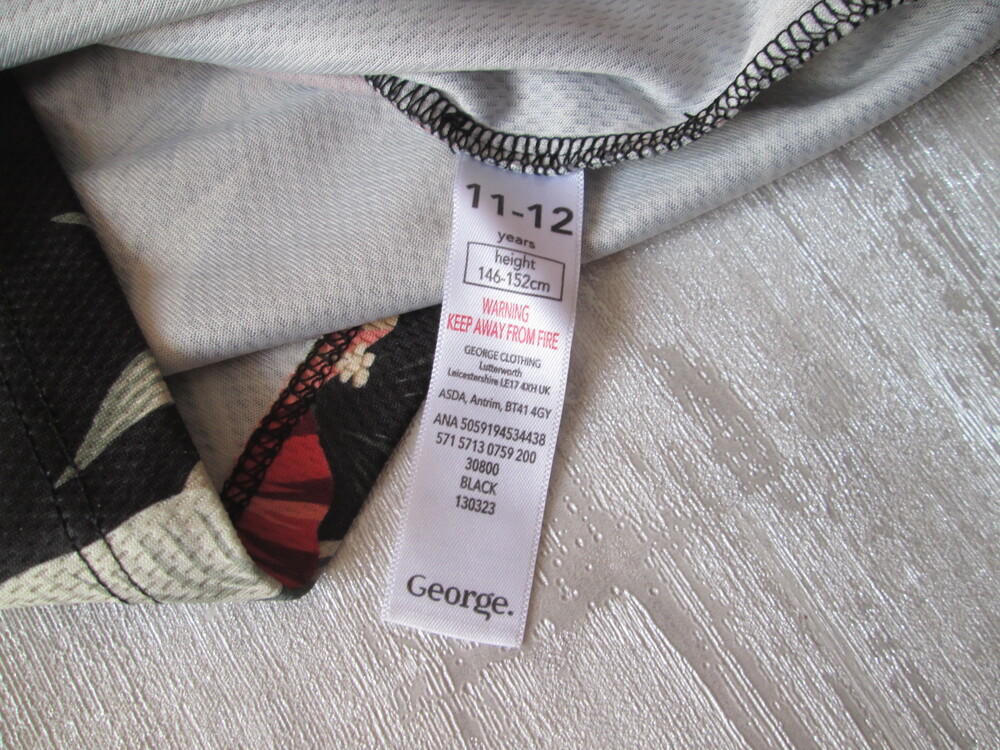 11-12
years
height
146-152cm
WARNING
KEEP AWAY FROM FIRE
GEORGE CLOTHING
Lutterworth
Leicestershire LE17 4XH UK
ASDA, Antrim, BT41 4GY
ANA 5059194534438
571 5713 0759 200
30800
BLACK
130323
George.